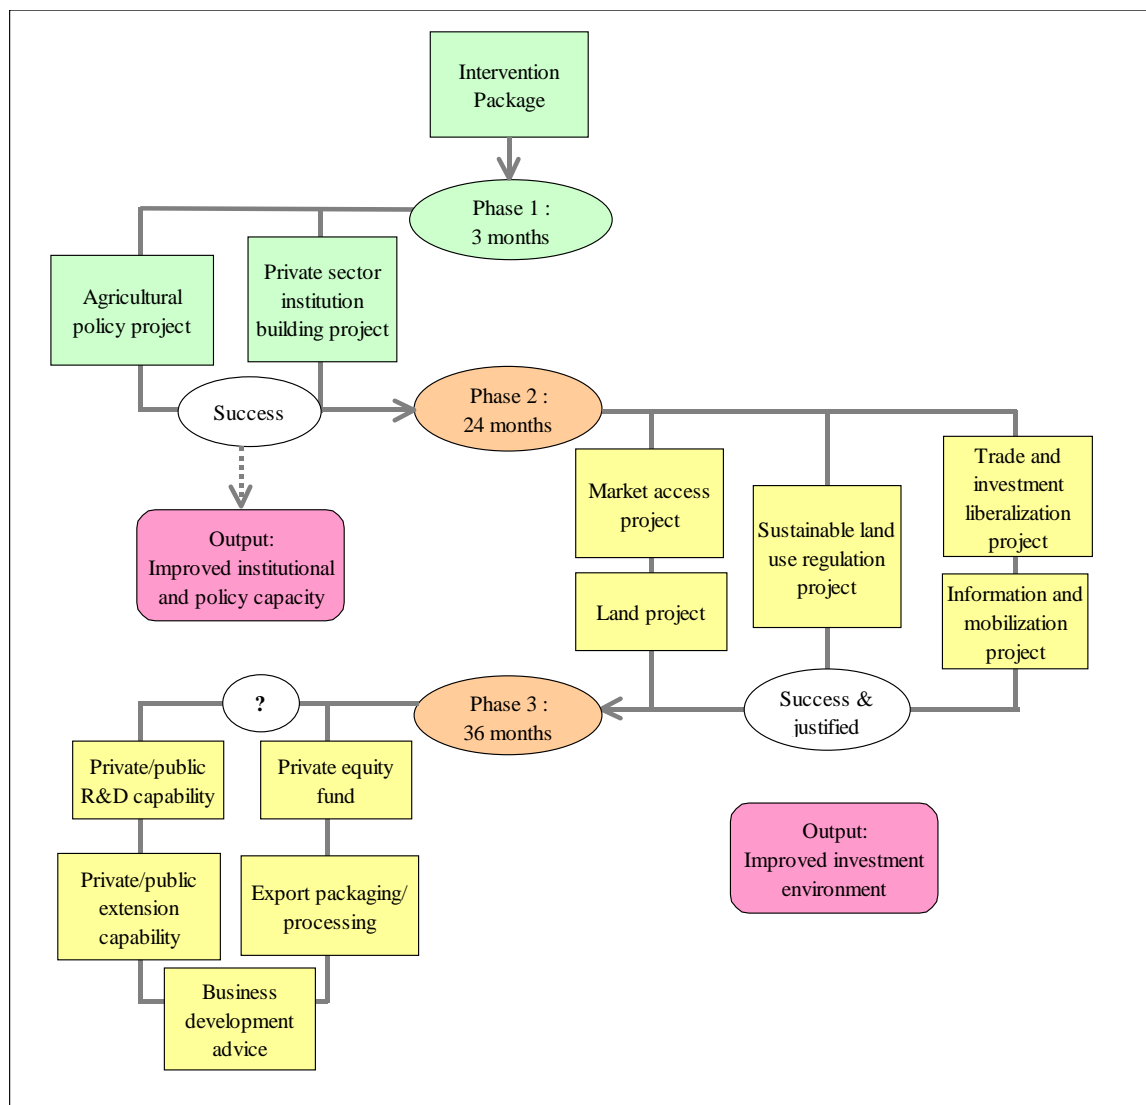 Intervention
Package
Phase 1 :
3 months
Agricultural
policy project
Private sector
institution
building project
Success
Phase 2 :
24 months
Output:
Improved institutional
and policy capacity
Market access
project
Land project
Sustainable land
use regulation
project
Trade and
investment
liberalization
project
Information and
mobilization
project
Success &
justified
Phase 3 :
36 months
?
Private/public
R&D capability
Private equity
fund
Private/public
extension
capability
Export packaging/
processing
Business
development
advice
Output:
Improved investment
environment